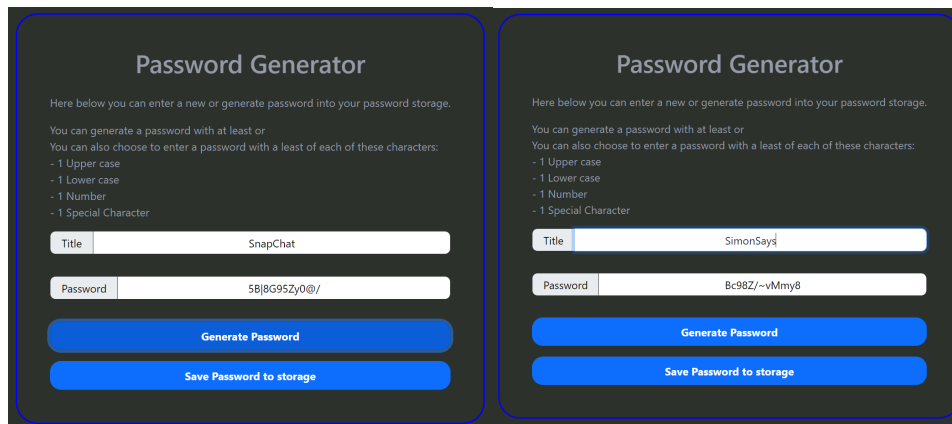 Password Generator
Here below you can enter a new or generate password into your password storage.
You can generate a password with at least or
You can also choose to enter a password with a least of each of these characters:
- 1 Upper case
- 1 Lower case
- 1 Number
- 1 Special Character
Title SnapChat
Password 5B|8G95Zy0@/
Generate Password
Save Password to storage
Password Generator
Here below you can enter a new or generate password into your password storage.
You can generate a password with at least or
You can also choose to enter a password with a least of each of these characters:
- 1 Upper case
- 1 Lower case
- 1 Number
- 1 Special Character
Title SimonSays
Password Bc98Z/~vMmy8
Generate Password
Save Password to storage